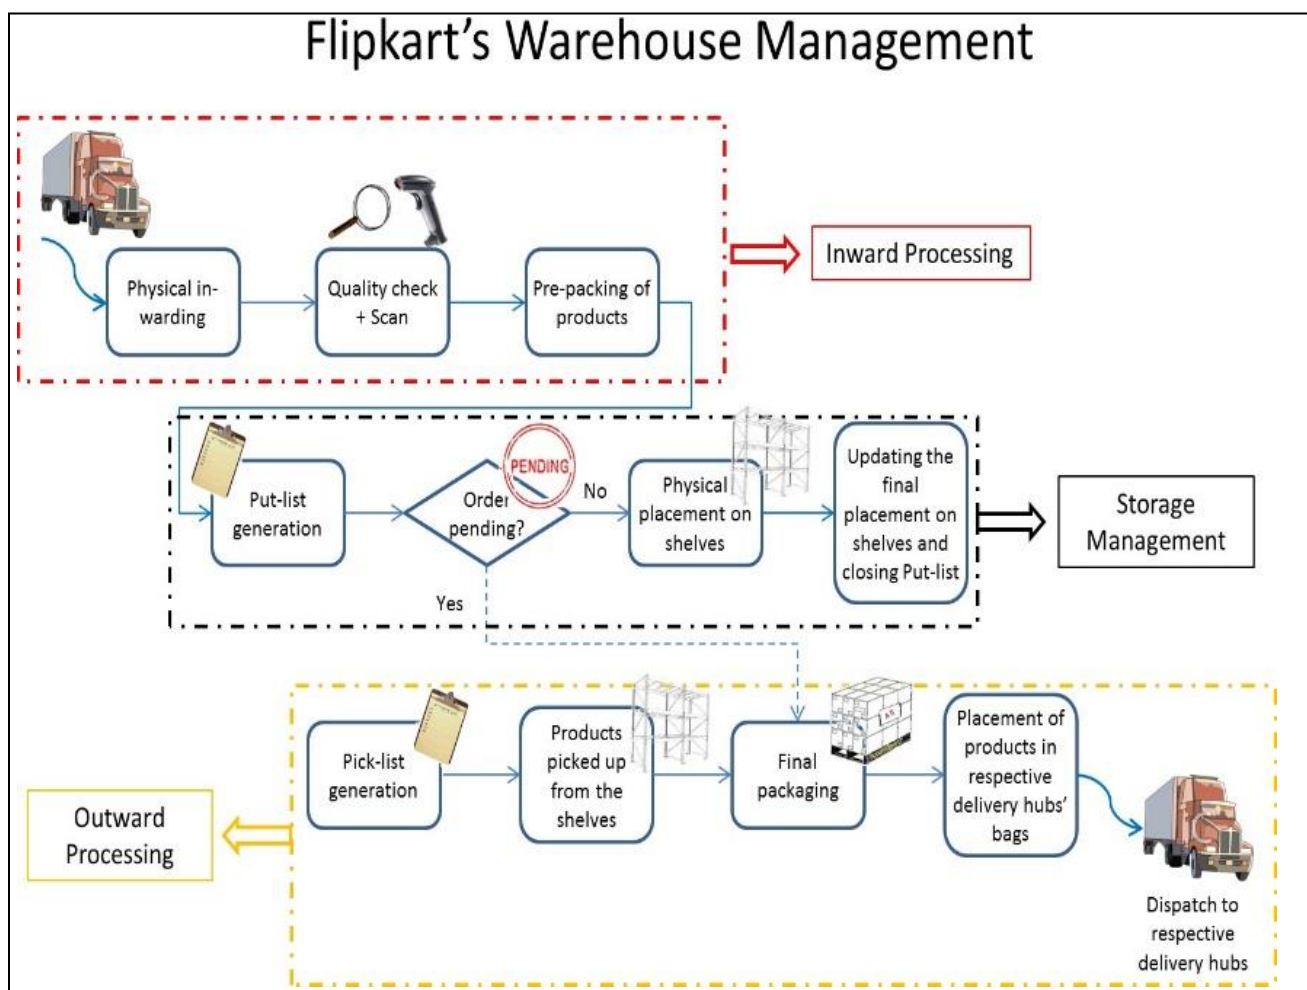 Flipkart's Warehouse Management
Physical in-
warding
Quality check
+ Scan
Pre-packing of
products
Inward Processing
Put-list
generation
PENDING
Order
pending?
No
Yes
Physical
placement on
shelves
Updating the
final
placement on
shelves and
closing Put-list
Storage
Management
Pick-list
generation
Products
picked up
from the
shelves
Final
packaging
Placement of
products in
respective
delivery hubs'
bags
Outward
Processing
Dispatch to
respective
delivery hubs